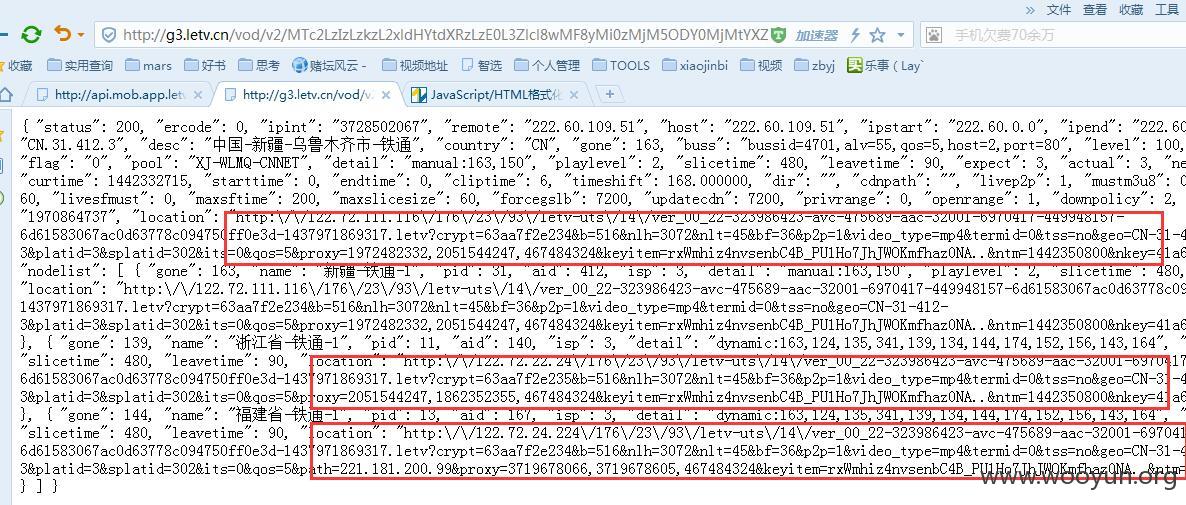 » 文件 查看 收藏 工具
http://g3.letv.cn/vod/v2/MTc2LzIzLzkzL2xldHYtdXRzLzE0L3Zlcl8wMF8yMi0zMjM5ODY0MjMtYXZ 加速器 手机欠费70余万
收藏 实用查询 mars 好书 思考 赌坛风云 - 视频地址 智选 个人管理 TOOLS xiaojinbi 视频 zbyj 乐事（Lay`
http://api.mob.app.let × http://g3.letv.cn/vod/v × JavaScript/HTML格式化 × +
{ "status": 200, "ercode": 0, "ipint": "3728502067", "remote": "222.60.109.51", "host": "222.60.109.51", "ipstart": "222.60.0.0", "ipend": "222.60
"CN.31.412.3", "desc": "中国-新疆-乌鲁木齐市-铁通", "country": "CN", "gone": 163, "buss": "bussid=4701,alv=55,qos=5,host=2,port=80", "level": 100,
"flag": "0", "pool": "XJ-WLMQ-CNNET", "detail": "manual:163,150", "playlevel": 2, "slicetime": 480, "leavetime": 90, "expect": 3, "actual": 3, "ne
"curtime": 1442332715, "starttime": 0, "endtime": 0, "cliptime": 6, "timeshift": 168.000000, "dir": "", "cdnpath": "", "livep2p": 1, "mustm3u8": 0
60, "livesfmust": 0, "maxsftime": 200, "maxslicesize": 60, "forcegslb": 7200, "updatecdn": 7200, "privrange": 0, "openrange": 1, "downpolicy": 2,
"1970864737", "location": "http:\/\/122.72.111.116\/176\/23\/93\/letv-uts\/14\/ver_00_22-323986423-avc-475689-aac-32001-6970417-449948157-
6d61583067ac0d63778c094750ff0e3d-1437971869317.letv?crypt=63aa7f2e234&b=516&nlh=3072&nlt=45&bf=36&p2p=1&video_type=mp4&termid=0&tss=no&geo=CN-31-4
3&platid=3&splatid=302&its=0&qos=5&proxy=1972482332,2051544247,467484324&keyitem=rxWmhiz4nvsenbC4B_PU1Ho7JhJWOKmfhaz0NA..&ntm=1442350800&nkey=41a6
"nodelist": [ { "gone": 163, "name": "新疆-铁通-1", "pid": 31, "aid": 412, "isp": 3, "detail": "manual:163,150", "playlevel": 2, "slicetime": 480,
"location": "http:\/\/122.72.111.116\/176\/23\/93\/letv-uts\/14\/ver_00_22-323986423-avc-475689-aac-32001-6970417-449948157-6d61583067ac0d63778c09
1437971869317.letv?crypt=63aa7f2e234&b=516&nlh=3072&nlt=45&bf=36&p2p=1&video_type=mp4&termid=0&tss=no&geo=CN-31-412-
3&platid=3&splatid=302&its=0&qos=5&proxy=1972482332,2051544247,467484324&keyitem=rxWmhiz4nvsenbC4B_PU1Ho7JhJWOKmfhaz0NA..&ntm=1442350800&nkey=41a6
}, { "gone": 139, "name": "浙江省-铁通-1", "pid": 11, "aid": 140, "isp": 3, "detail": "dynamic:163,124,135,341,139,134,144,174,152,156,143,164",
"slicetime": 480, "leavetime": 90, "location": "http:\/\/122.72.22.24\/176\/23\/93\/letv-uts\/14\/ver_00_22-323986423-avc-475689-aac-32001-6970417
6d61583067ac0d63778c094750ff0e3d-1437971869317.letv?crypt=63aa7f2e235&b=516&nlh=3072&nlt=45&bf=36&p2p=1&video_type=mp4&termid=0&tss=no&geo=CN-31-4
3&platid=3&splatid=302&its=0&qos=5&proxy=2051544247,1862352355,467484324&keyitem=rxWmhiz4nvsenbC4B_PU1Ho7JhJWOKmfhaz0NA..&ntm=1442350800&nkey=41a6
}, { "gone": 144, "name": "福建省-铁通-1", "pid": 13, "aid": 167, "isp": 3, "detail": "dynamic:163,124,135,341,139,134,144,174,152,156,143,164",
"slicetime": 480, "leavetime": 90, "location": "http:\/\/122.72.24.224\/176\/23\/93\/letv-uts\/14\/ver_00_22-323986423-avc-475689-aac-32001-697041
6d61583067ac0d63778c094750ff0e3d-1437971869317.letv?crypt=63aa7f2e234&b=516&nlh=3072&nlt=45&bf=36&p2p=1&video_type=mp4&termid=0&tss=no&geo=CN-31-4
3&platid=3&splatid=302&its=0&qos=5&path=221.181.200.99&proxy=3719678066,3719678605,467484324&keyitem=rxWmhiz4nvsenbC4B_PU1Ho7JhJWOKmfhaz0NA..&ntm=
} ] }
www.wooyun.org